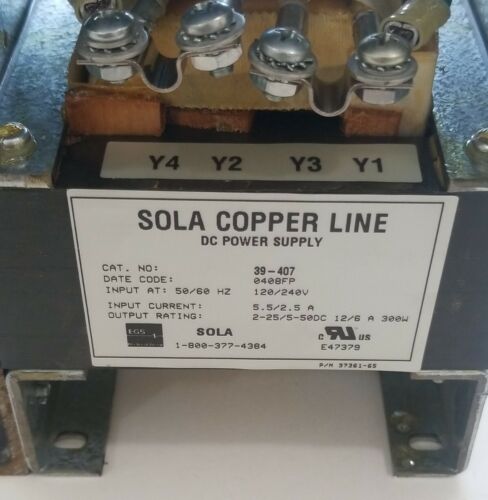 Y4 Y2 Y3 Y1
SOLA COPPER LINE
DC POWER SUPPLY
CAT. NO: 39-407
DATE CODE: 0408FP
INPUT AT: 50/60 HZ 120/240V
INPUT CURRENT: 5.5/2.5 A
OUTPUT RATING: 2-25/5-50DC 12/6 A 300W
EGS SOLA c RU US
1-800-377-4384 E47379
P/N 37361-65